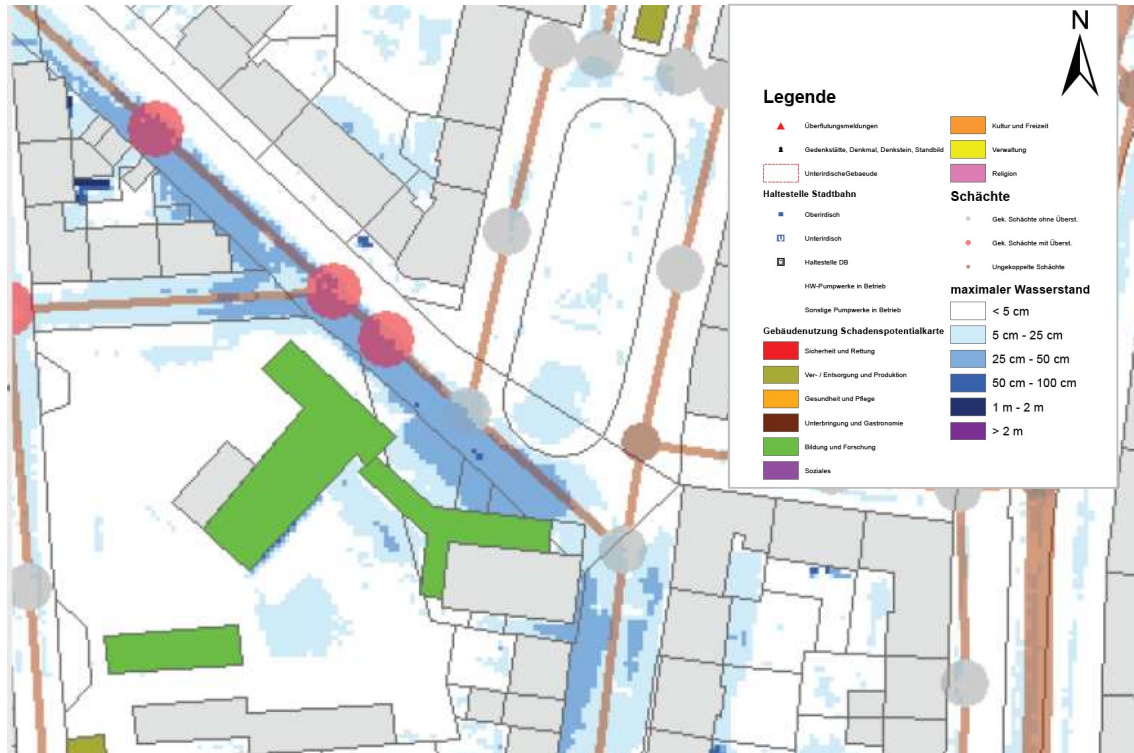 N
Legende
Überflutungsmeldungen
Gedenkstätte, Denkmal, Denkstein, Standbild
UnterirdischeGebaeude
Haltestelle Stadtbahn
Oberirdisch
U
Unterirdisch
Haltestelle DB
HW-Pumpwerke in Betrieb
Sonstige Pumpwerke in Betrieb
Gebäudenutzung Schadenspotentialkarte
Sicherheit und Rettung
Ver- / Entsorgung und Produktion
Gesundheit und Pflege
Unterbringung und Gastronomie
Bildung und Forschung
Soziales
Kultur und Freizeit
Verwaltung
Religion
Schächte
Gek. Schächte ohne Überst.
Gek. Schächte mit Überst.
Ungekoppelte Schächte
maximaler Wasserstand
< 5 cm
5 cm - 25 cm
25 cm - 50 cm
50 cm - 100 cm
1 m - 2 m
> 2 m